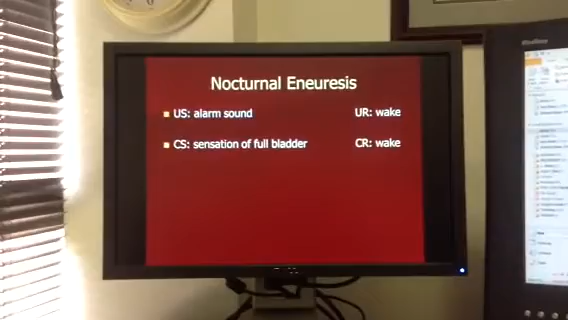 Nocturnal Eneuresis
US: alarm sound UR: wake
CS: sensation of full bladder CR: wake